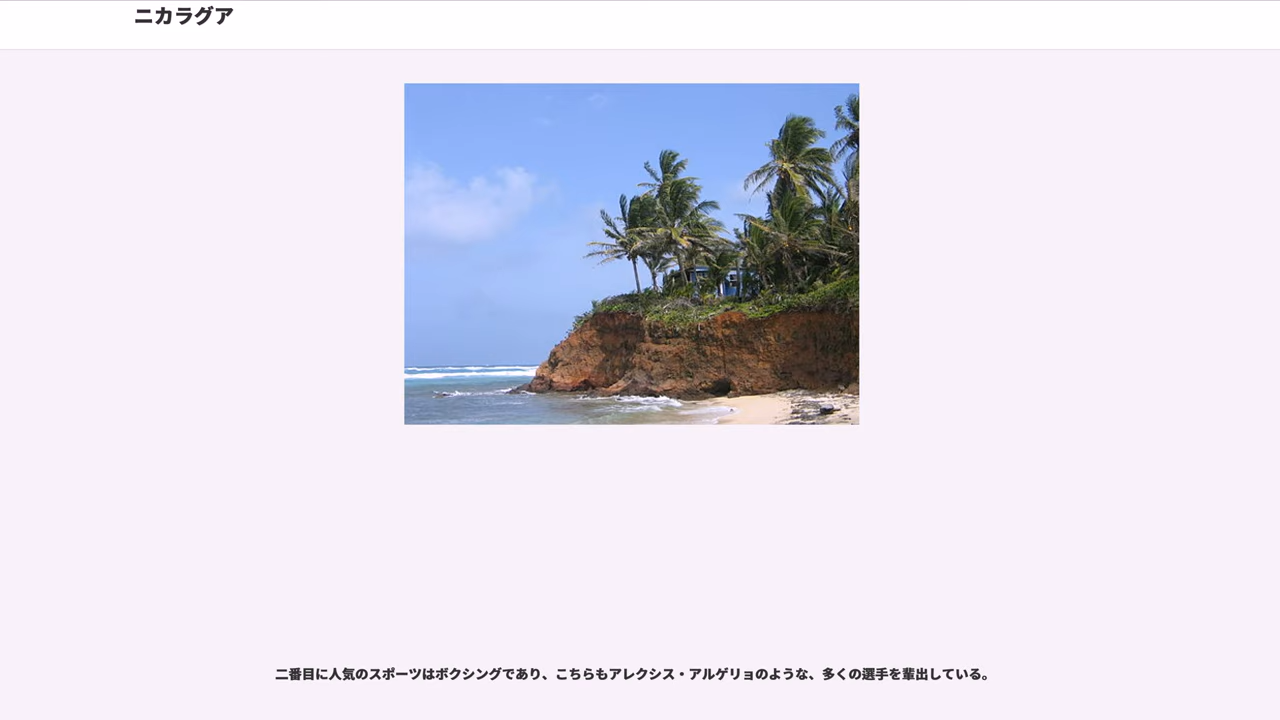 ニカラグア
二番目に人気のスポーツはボクシングであり、こちらもアレクシス・アルゲリョのような、多くの選手を輩出している。